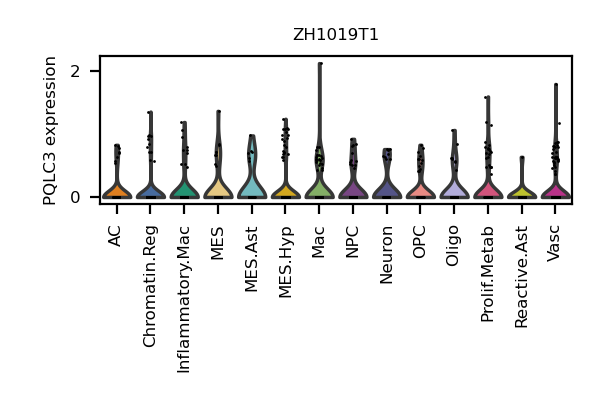 ZH1019T1
PQLC3 expression
2
0
AC
Chromatin.Reg
Inflammatory.Mac
MES
MES.Ast
MES.Hyp
Mac
NPC
Neuron
OPC
Oligo
Prolif.Metab
Reactive.Ast
Vasc